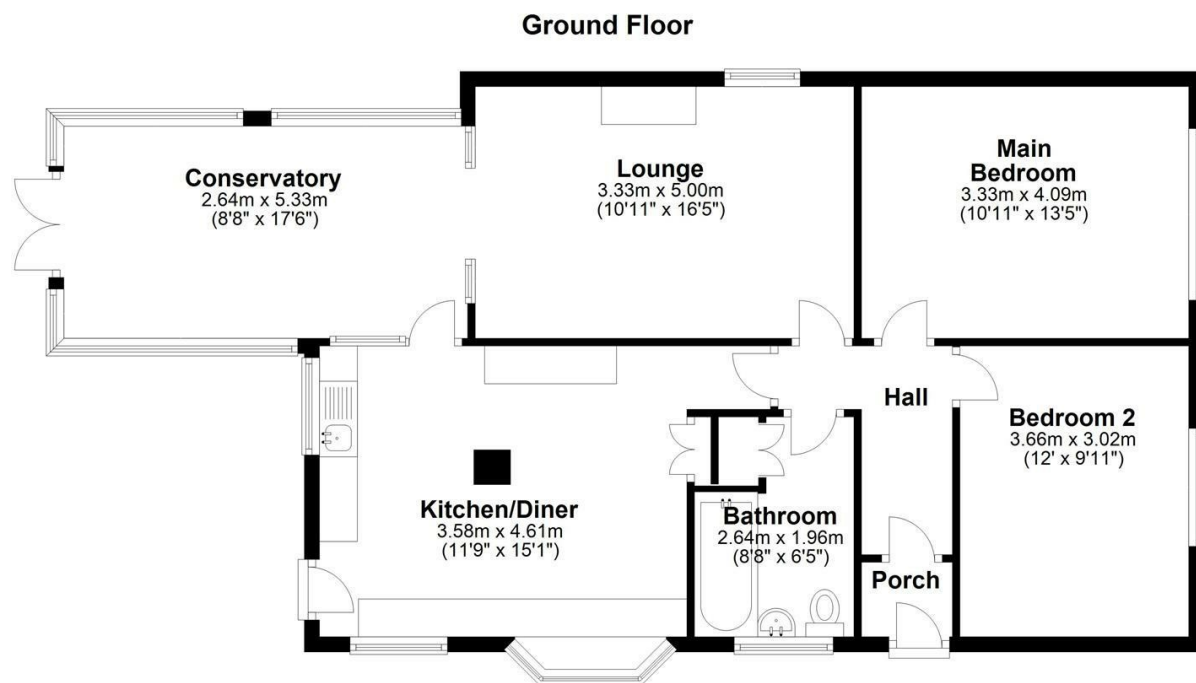 Ground Floor
Conservatory
2.64m x 5.33m
(8'8" x 17'6")
Lounge
3.33m x 5.00m
(10'11" x 16'5")
Main
Bedroom
3.33m x 4.09m
(10'11" x 13'5")
Hall
Bedroom 2
3.66m x 3.02m
(12' x 9'11")
Kitchen/Diner
3.58m x 4.61m
(11'9" x 15'1")
Bathroom
2.64m x 1.96m
(8'8" x 6'5")
Porch